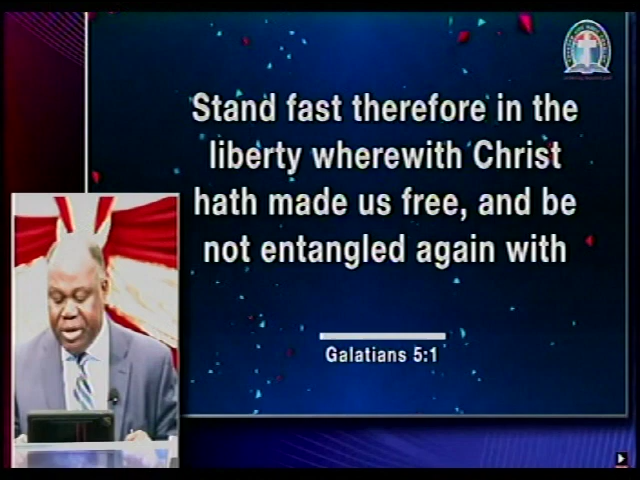 Stand fast therefore in the
liberty wherewith Christ
hath made us free, and be
not entangled again with
Galatians 5:1